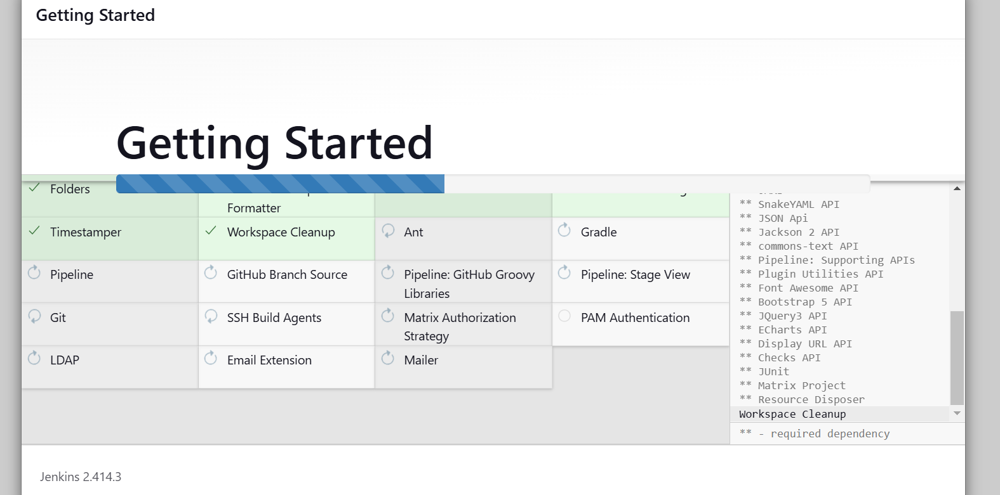 Getting Started
Getting Started
Folders
Formatter
Timestamper
Workspace Cleanup
Ant
Gradle
Pipeline
GitHub Branch Source
Pipeline: GitHub Groovy
Libraries
Pipeline: Stage View
Git
SSH Build Agents
Matrix Authorization
Strategy
PAM Authentication
LDAP
Email Extension
Mailer
** SnakeYAML API
** JSON Api
** Jackson 2 API
** commons-text API
** Pipeline: Supporting APIs
** Plugin Utilities API
** Font Awesome API
** Bootstrap 5 API
** JQuery3 API
** ECharts API
** Display URL API
** Checks API
** JUnit
** Matrix Project
** Resource Disposer
Workspace Cleanup
** - required dependency
Jenkins 2.414.3